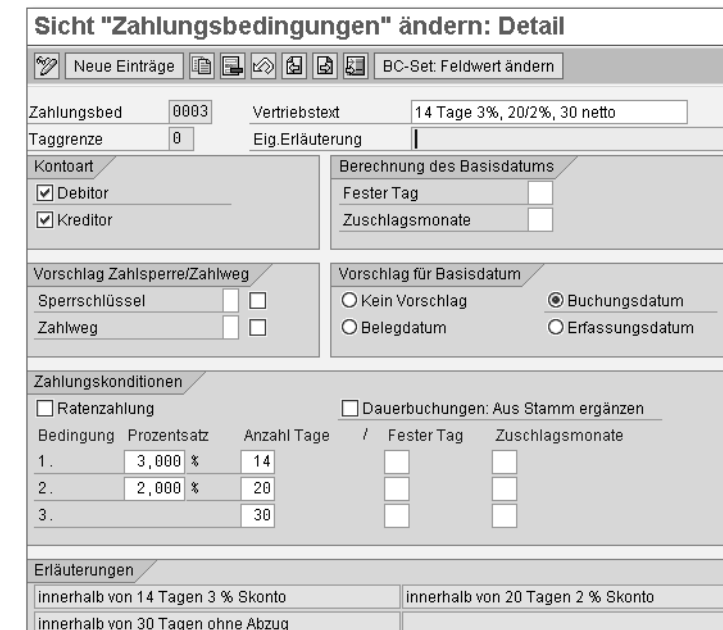 Sicht "Zahlungsbedingungen" ändern: Detail
Neue Einträge BC-Set: Feldwert ändern
Zahlungsbed 0003 Vertriebstext 14 Tage 3%, 20/2%, 30 netto
Taggrenze 0 Eig.Erläuterung
Kontoart Berechnung des Basisdatums
Debitor Fester Tag
Kreditor Zuschlagsmonate
Vorschlag Zahlsperre/Zahlweg Vorschlag für Basisdatum
Sperrschlüssel Kein Vorschlag Buchungsdatum
Zahlweg Belegdatum Erfassungsdatum
Zahlungskonditionen
Ratenzahlung Dauerbuchungen: Aus Stamm ergänzen
Bedingung Prozentsatz Anzahl Tage / Fester Tag Zuschlagsmonate
1. 3,000 % 14
2. 2,000 % 20
3. 30
Erläuterungen
innerhalb von 14 Tagen 3 % Skonto innerhalb von 20 Tagen 2 % Skonto
innerhalb von 30 Tagen ohne Abzug